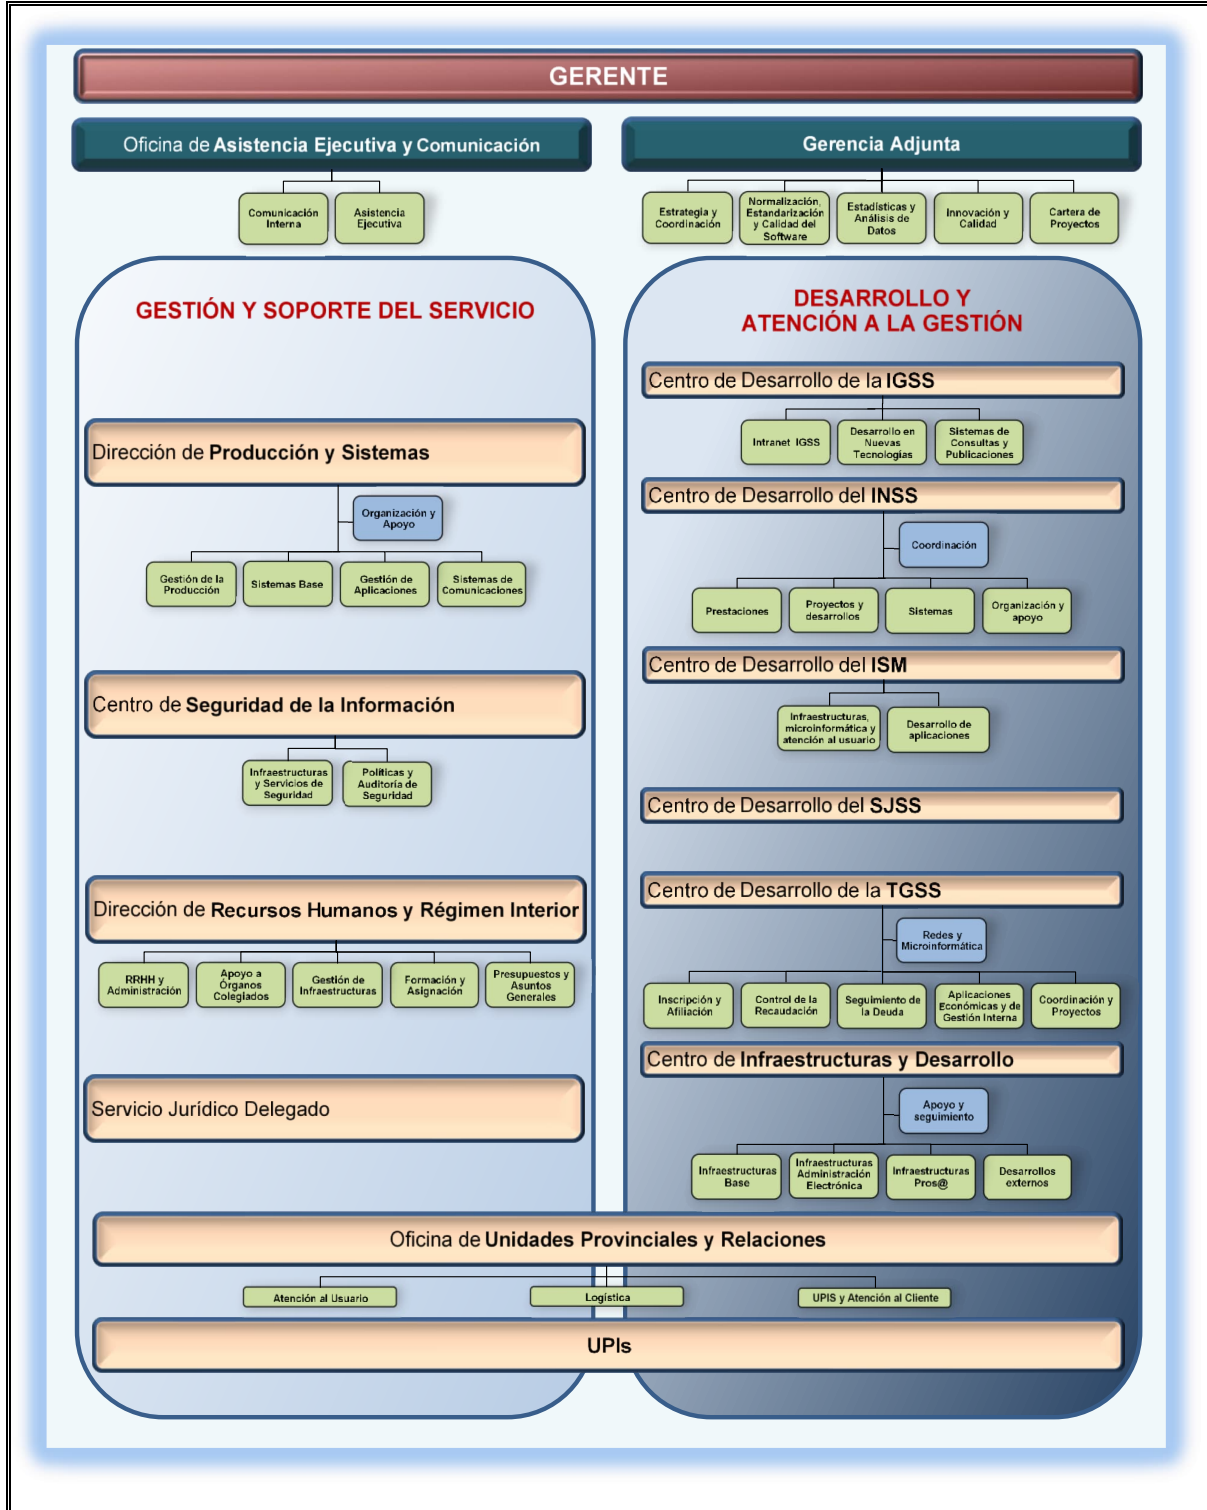 GERENTE
Oficina de Asistencia Ejecutiva y Comunicación
Comunicación
Interna
Asistencia
Ejecutiva
Gerencia Adjunta
Estrategia y
Coordinación
Normalización,
Estandarización
y Calidad del
Software
Estadísticas y
Análisis de
Datos
Innovación y
Calidad
Cartera de
Proyectos
GESTIÓN Y SOPORTE DEL SERVICIO
Dirección de Producción y Sistemas
Organización y
Apoyo
Gestión de la
Producción
Sistemas Base
Gestión de
Aplicaciones
Sistemas de
Comunicaciones
Centro de Seguridad de la Información
Infraestructuras
y Servicios de
Seguridad
Políticas y
Auditoría de
Seguridad
Dirección de Recursos Humanos y Régimen Interior
RRHH y
Administración
Apoyo a
Órganos
Colegiados
Gestión de
Infraestructuras
Formación y
Asignación
Presupuestos y
Asuntos
Generales
Servicio Jurídico Delegado
DESARROLLO Y
ATENCIÓN A LA GESTIÓN
Centro de Desarrollo de la IGSS
Intranet IGSS
Desarrollo en
Nuevas
Tecnologías
Sistemas de
Consultas y
Publicaciones
Centro de Desarrollo del INSS
Coordinación
Prestaciones
Proyectos y
desarrollos
Sistemas
Organización y
apoyo
Centro de Desarrollo del ISM
Infraestructuras,
microinformática y
atención al usuario
Desarrollo de
aplicaciones
Centro de Desarrollo del SJSS
Centro de Desarrollo de la TGSS
Redes y
Microinformática
Inscripción y
Afiliación
Control de la
Recaudación
Seguimiento de
la Deuda
Aplicaciones
Económicas y de
Gestión Interna
Coordinación y
Proyectos
Centro de Infraestructuras y Desarrollo
Apoyo y
seguimiento
Infraestructuras
Base
Infraestructuras
Administración
Electrónica
Infraestructuras
Pros@
Desarrollos
externos
Oficina de Unidades Provinciales y Relaciones
Atención al Usuario
Logística
UPIS y Atención al Cliente
UPIs